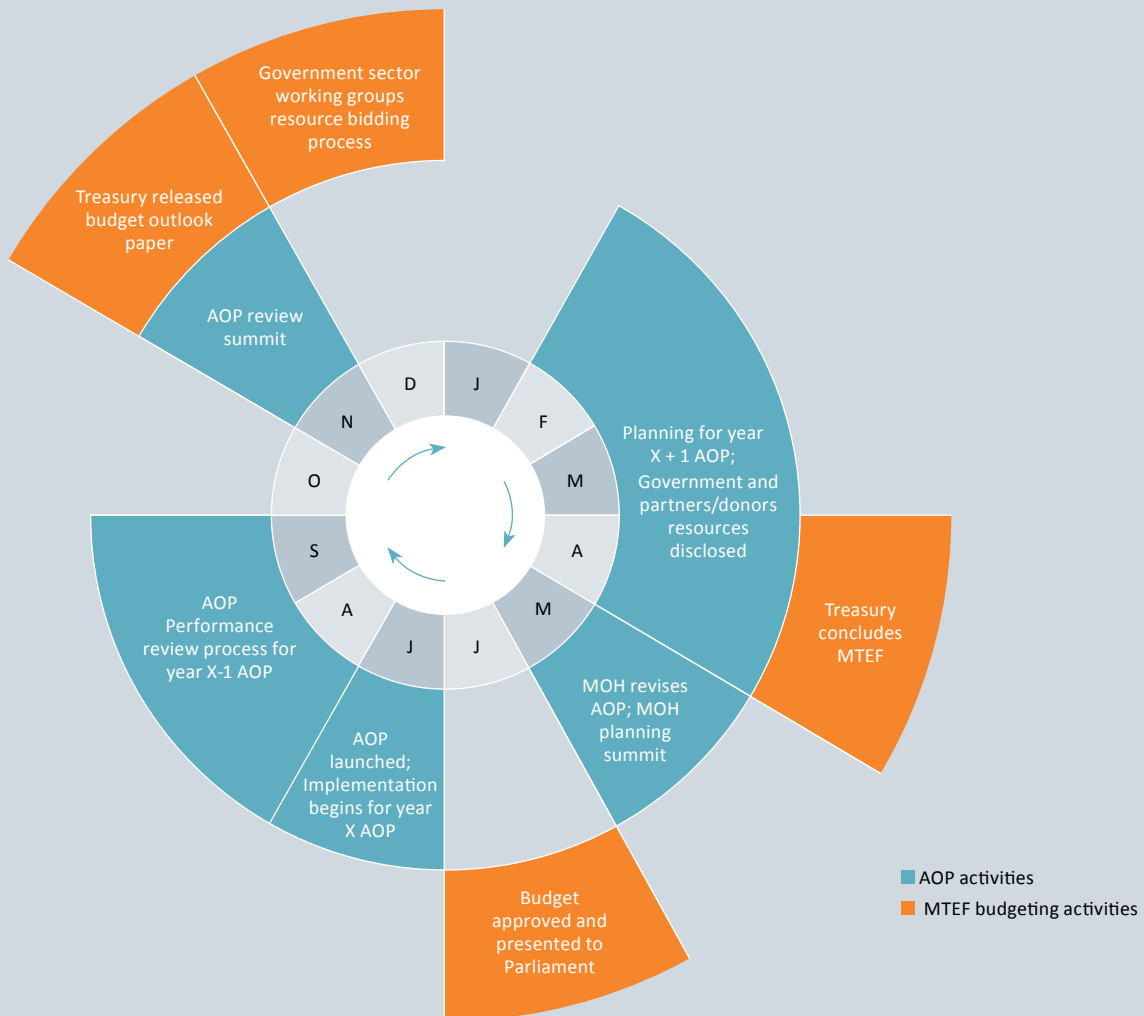 Government sector
working groups
resource bidding
process
Treasury released
budget outlook
paper
AOP review
summit
D
J
N
F
O
M
S
A
A
M
J
J
Planning for year
X + 1 AOP;
Government and
partners/donors
resources
disclosed
Treasury
concludes
MTEF
AOP
Performance
review process for
year X-1 AOP
MOH revises
AOP; MOH
planning
summit
AOP
launched;
Implementation
begins for year
X AOP
Budget
approved and
presented to
Parliament
AOP activities
MTEF budgeting activities